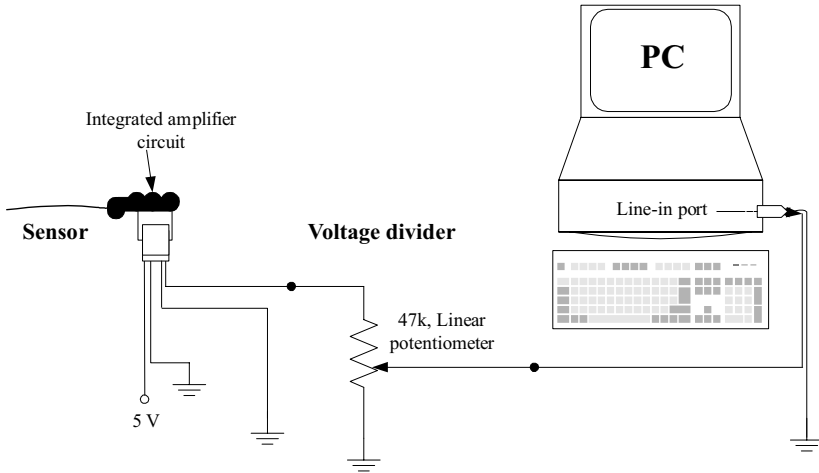 PC
Integrated amplifier
circuit
Line-in port
Sensor
Voltage divider
47k, Linear
potentiometer
5 V